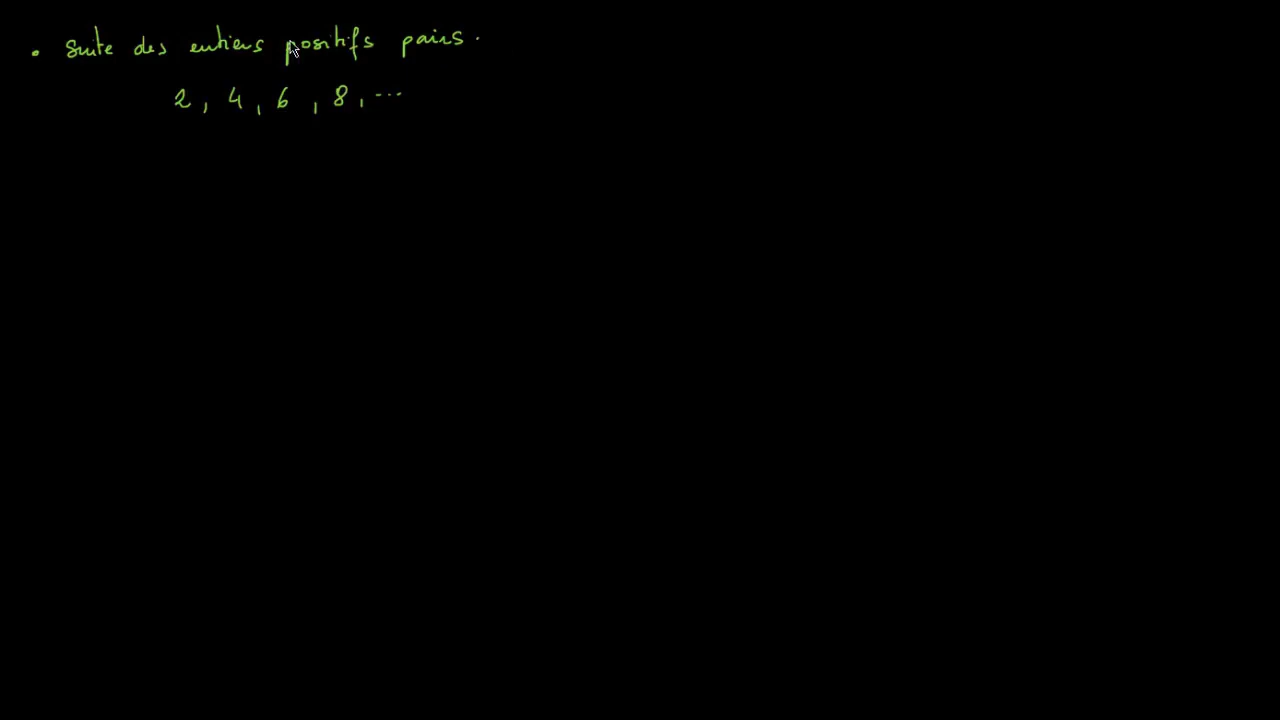 • Suite des entiers positifs pairs.
2, 4, 6, 8, ...